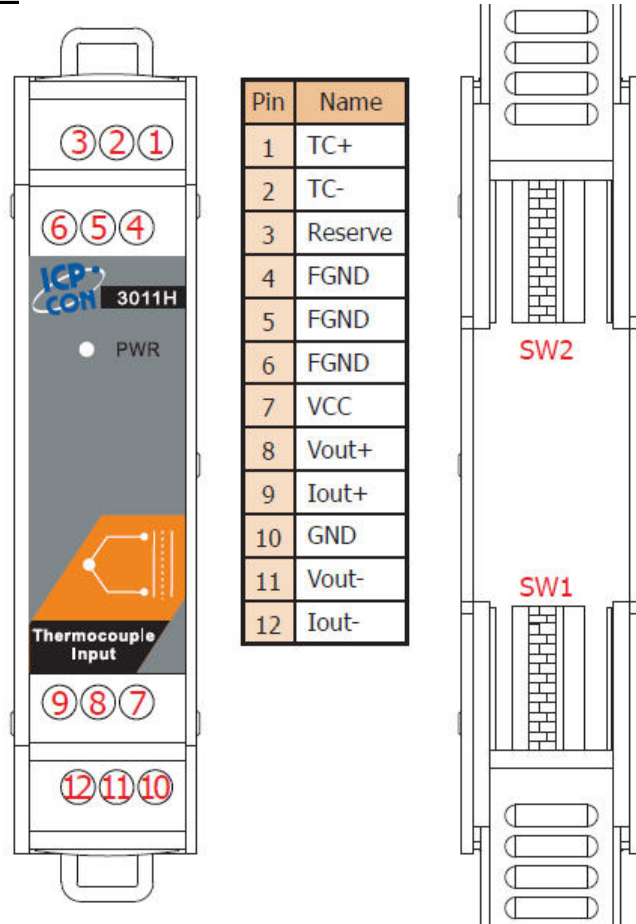 3 2 1
6 5 4
ICP
CON 3011H
PWR
Thermocouple
Input
9 8 7
12 11 10
Pin Name
1 TC+
2 TC-
3 Reserve
4 FGND
5 FGND
6 FGND
7 VCC
8 Vout+
9 Iout+
10 GND
11 Vout-
12 Iout-
SW2
SW1